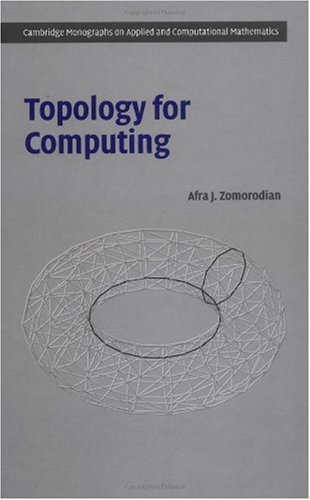 Cambridge Monographs on Applied and Computational Mathematics
Topology for
Computing
Afra J. Zomorodian